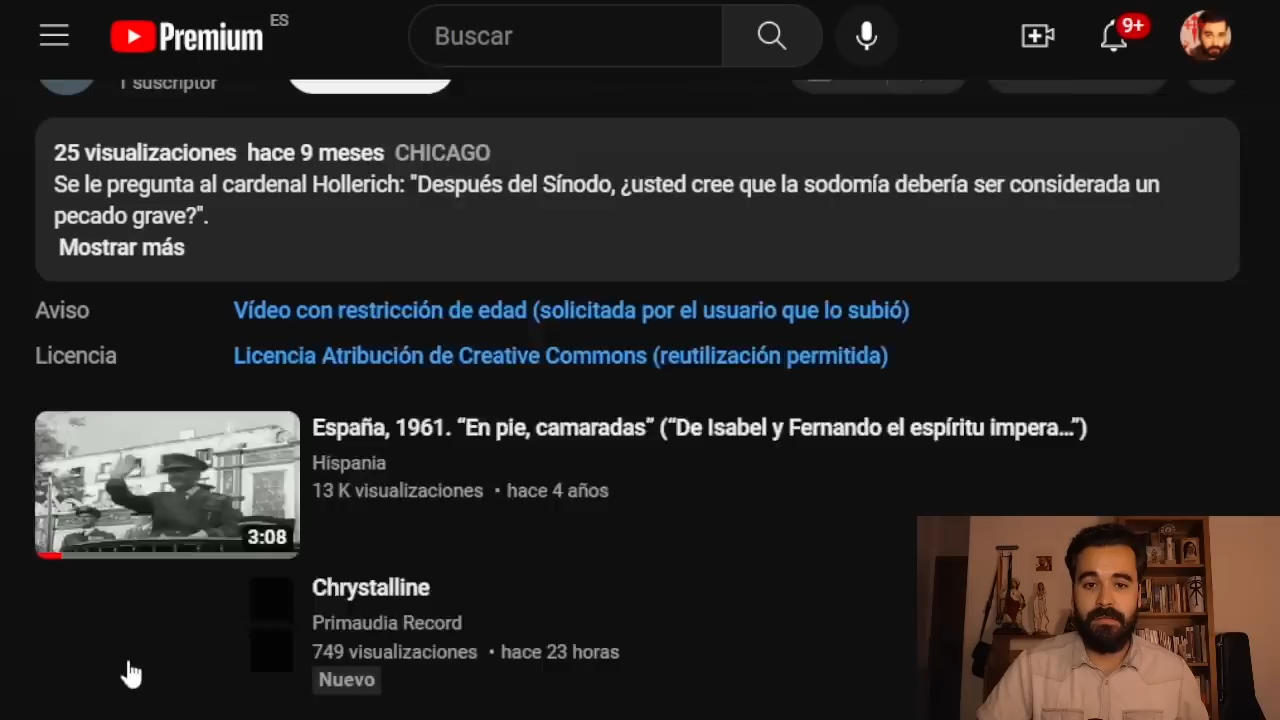 Premium ES
Buscar
9+
1 suscriptor
25 visualizaciones hace 9 meses CHICAGO
Se le pregunta al cardenal Hollerich: "Después del Sínodo, ¿usted cree que la sodomía debería ser considerada un
pecado grave?".
Mostrar más
Aviso Vídeo con restricción de edad (solicitada por el usuario que lo subió)
Licencia Licencia Atribución de Creative Commons (reutilización permitida)
España, 1961. “En pie, camaradas” (“De Isabel y Fernando el espíritu impera...”)
Hispania
13 K visualizaciones • hace 4 años
3:08
Chrystalline
Primaudia Record
749 visualizaciones • hace 23 horas
Nuevo